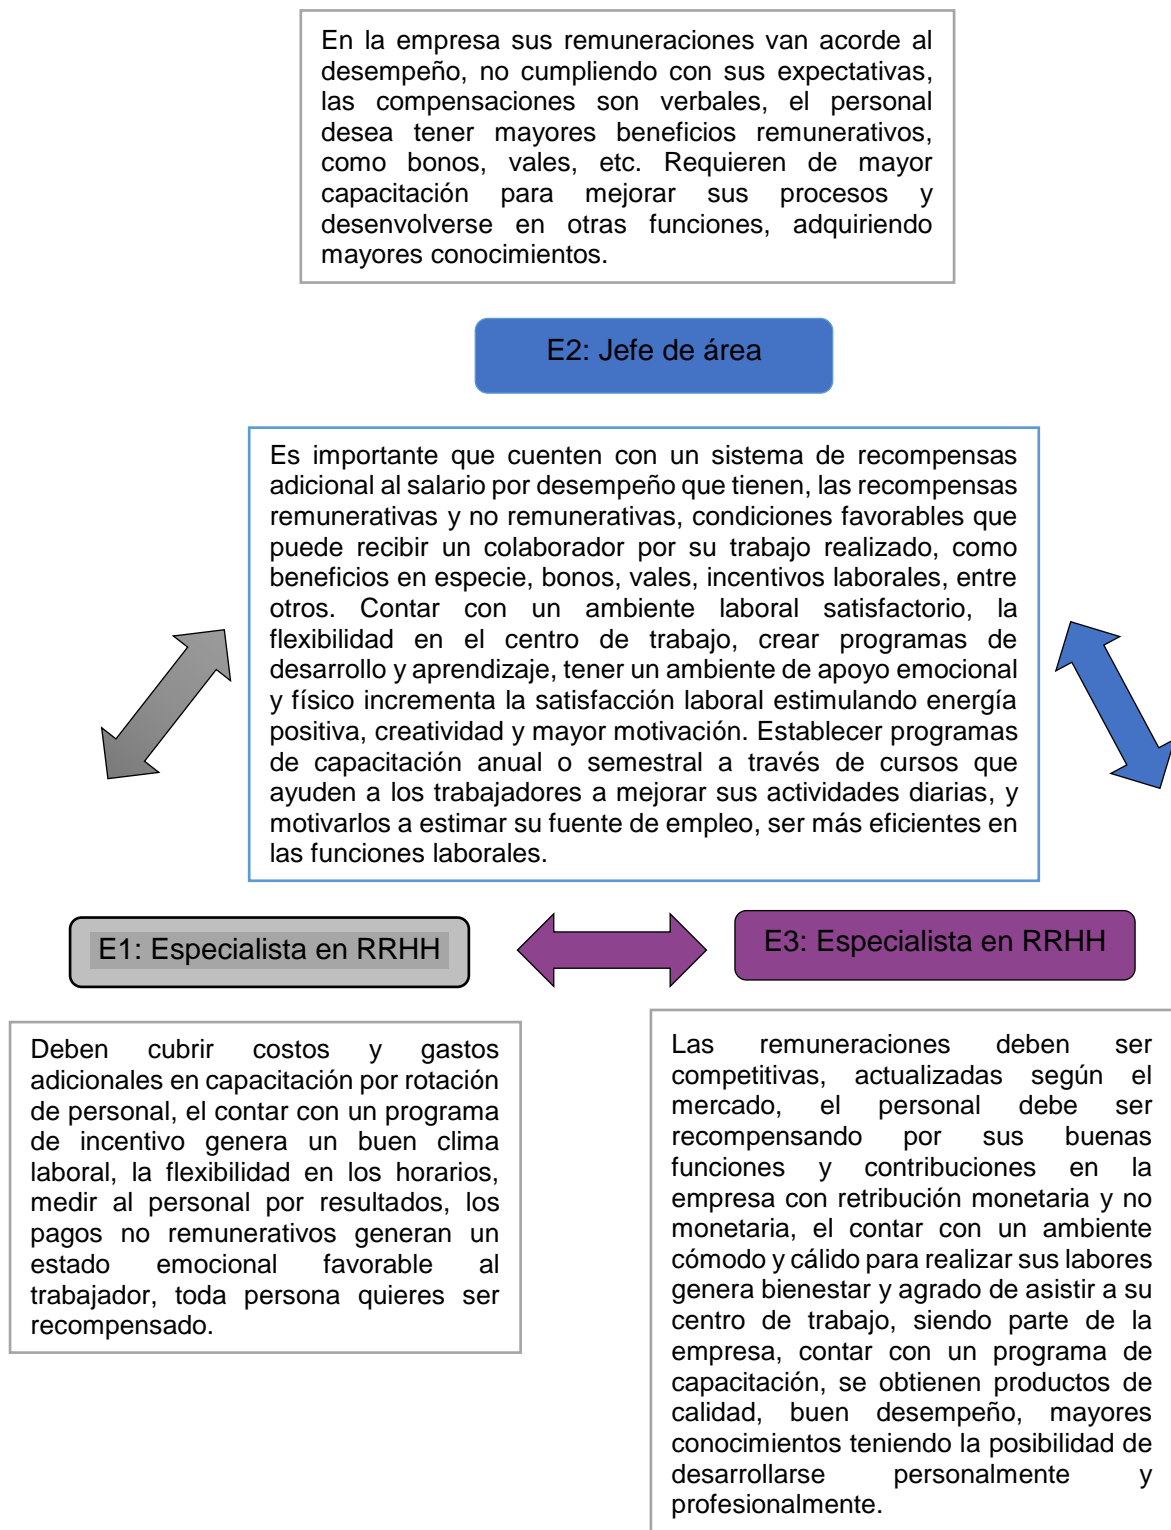 En la empresa sus remuneraciones van acorde al
desempeño, no cumpliendo con sus expectativas,
las compensaciones son verbales, el personal
desea tener mayores beneficios remunerativos,
como bonos, vales, etc. Requieren de mayor
capacitación para mejorar sus procesos y
desenvolverse en otras funciones, adquiriendo
mayores conocimientos.
E2: Jefe de área
Es importante que cuenten con un sistema de recompensas
adicional al salario por desempeño que tienen, las recompensas
remunerativas y no remunerativas, condiciones favorables que
puede recibir un colaborador por su trabajo realizado, como
beneficios en especie, bonos, vales, incentivos laborales, entre
otros. Contar con un ambiente laboral satisfactorio, la
flexibilidad en el centro de trabajo, crear programas de
desarrollo y aprendizaje, tener un ambiente de apoyo emocional
y físico incrementa la satisfacción laboral estimulando energía
positiva, creatividad y mayor motivación. Establecer programas
de capacitación anual o semestral a través de cursos que
ayuden a los trabajadores a mejorar sus actividades diarias, y
motivarlos a estimar su fuente de empleo, ser más eficientes en
las funciones laborales.
E1: Especialista en RRHH
E3: Especialista en RRHH
Deben cubrir costos y gastos
adicionales en capacitación por rotación
de personal, el contar con un programa
de incentivo genera un buen clima
laboral, la flexibilidad en los horarios,
medir al personal por resultados, los
pagos no remunerativos generan un
estado emocional favorable al
trabajador, toda persona quieres ser
recompensado.
Las remuneraciones deben ser
competitivas, actualizadas según el
mercado, el personal debe ser
recompensando por sus buenas
funciones y contribuciones en la
empresa con retribución monetaria y no
monetaria, el contar con un ambiente
cómodo y cálido para realizar sus labores
genera bienestar y agrado de asistir a su
centro de trabajo, siendo parte de la
empresa, contar con un programa de
capacitación, se obtienen productos de
calidad, buen desempeño, mayores
conocimientos teniendo la posibilidad de
desarrollarse personalmente y
profesionalmente.